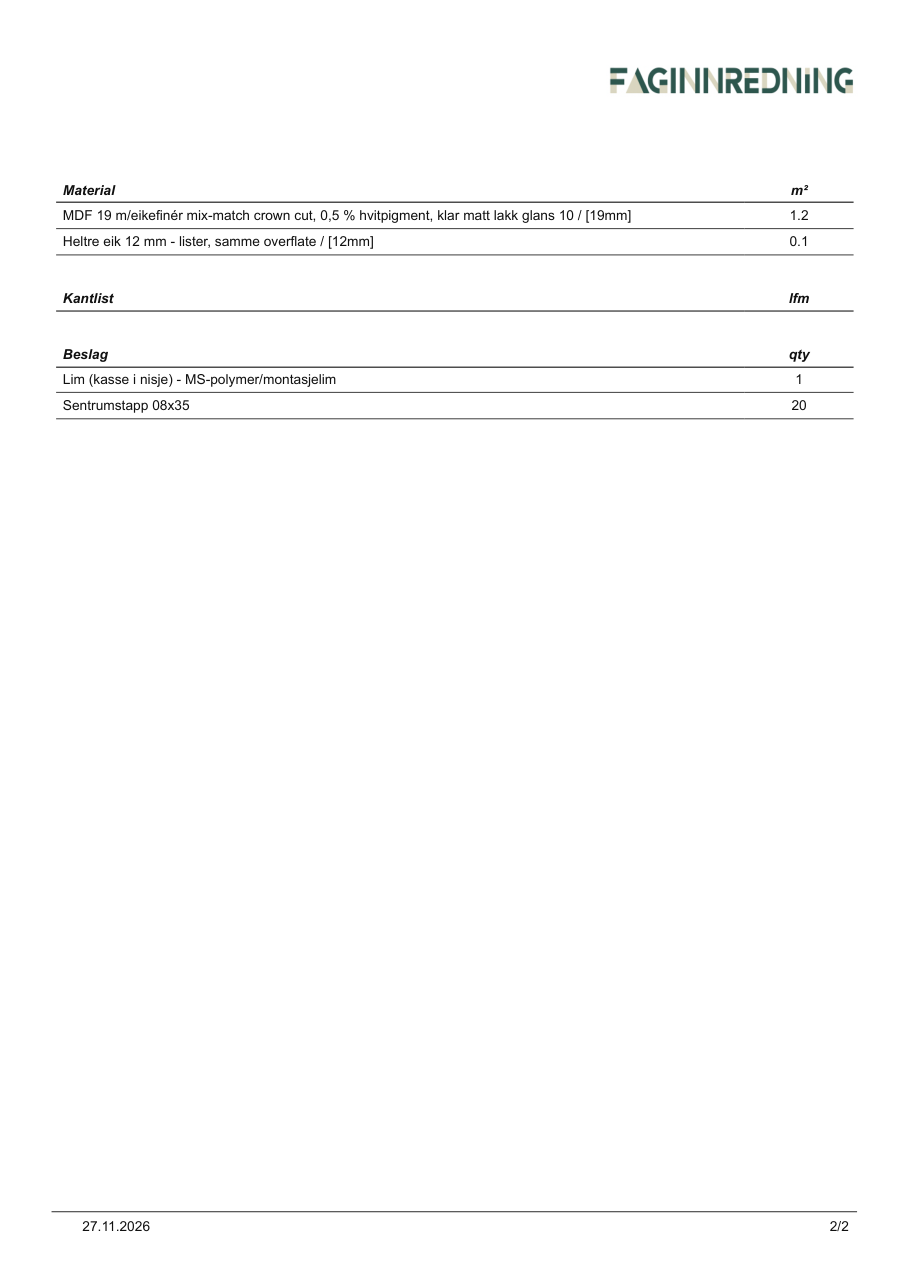 FAGINNREDNING
Material m²
MDF 19 m/eikefinér mix-match crown cut, 0,5 % hvitpigment, klar matt lakk glans 10 / [19mm] 1.2
Heltre eik 12 mm - lister, samme overflate / [12mm] 0.1
Kantlist lfm
Beslag qty
Lim (kasse i nisje) - MS-polymer/montasjelim 1
Sentrumstapp 08x35 20
27.11.2026 2/2